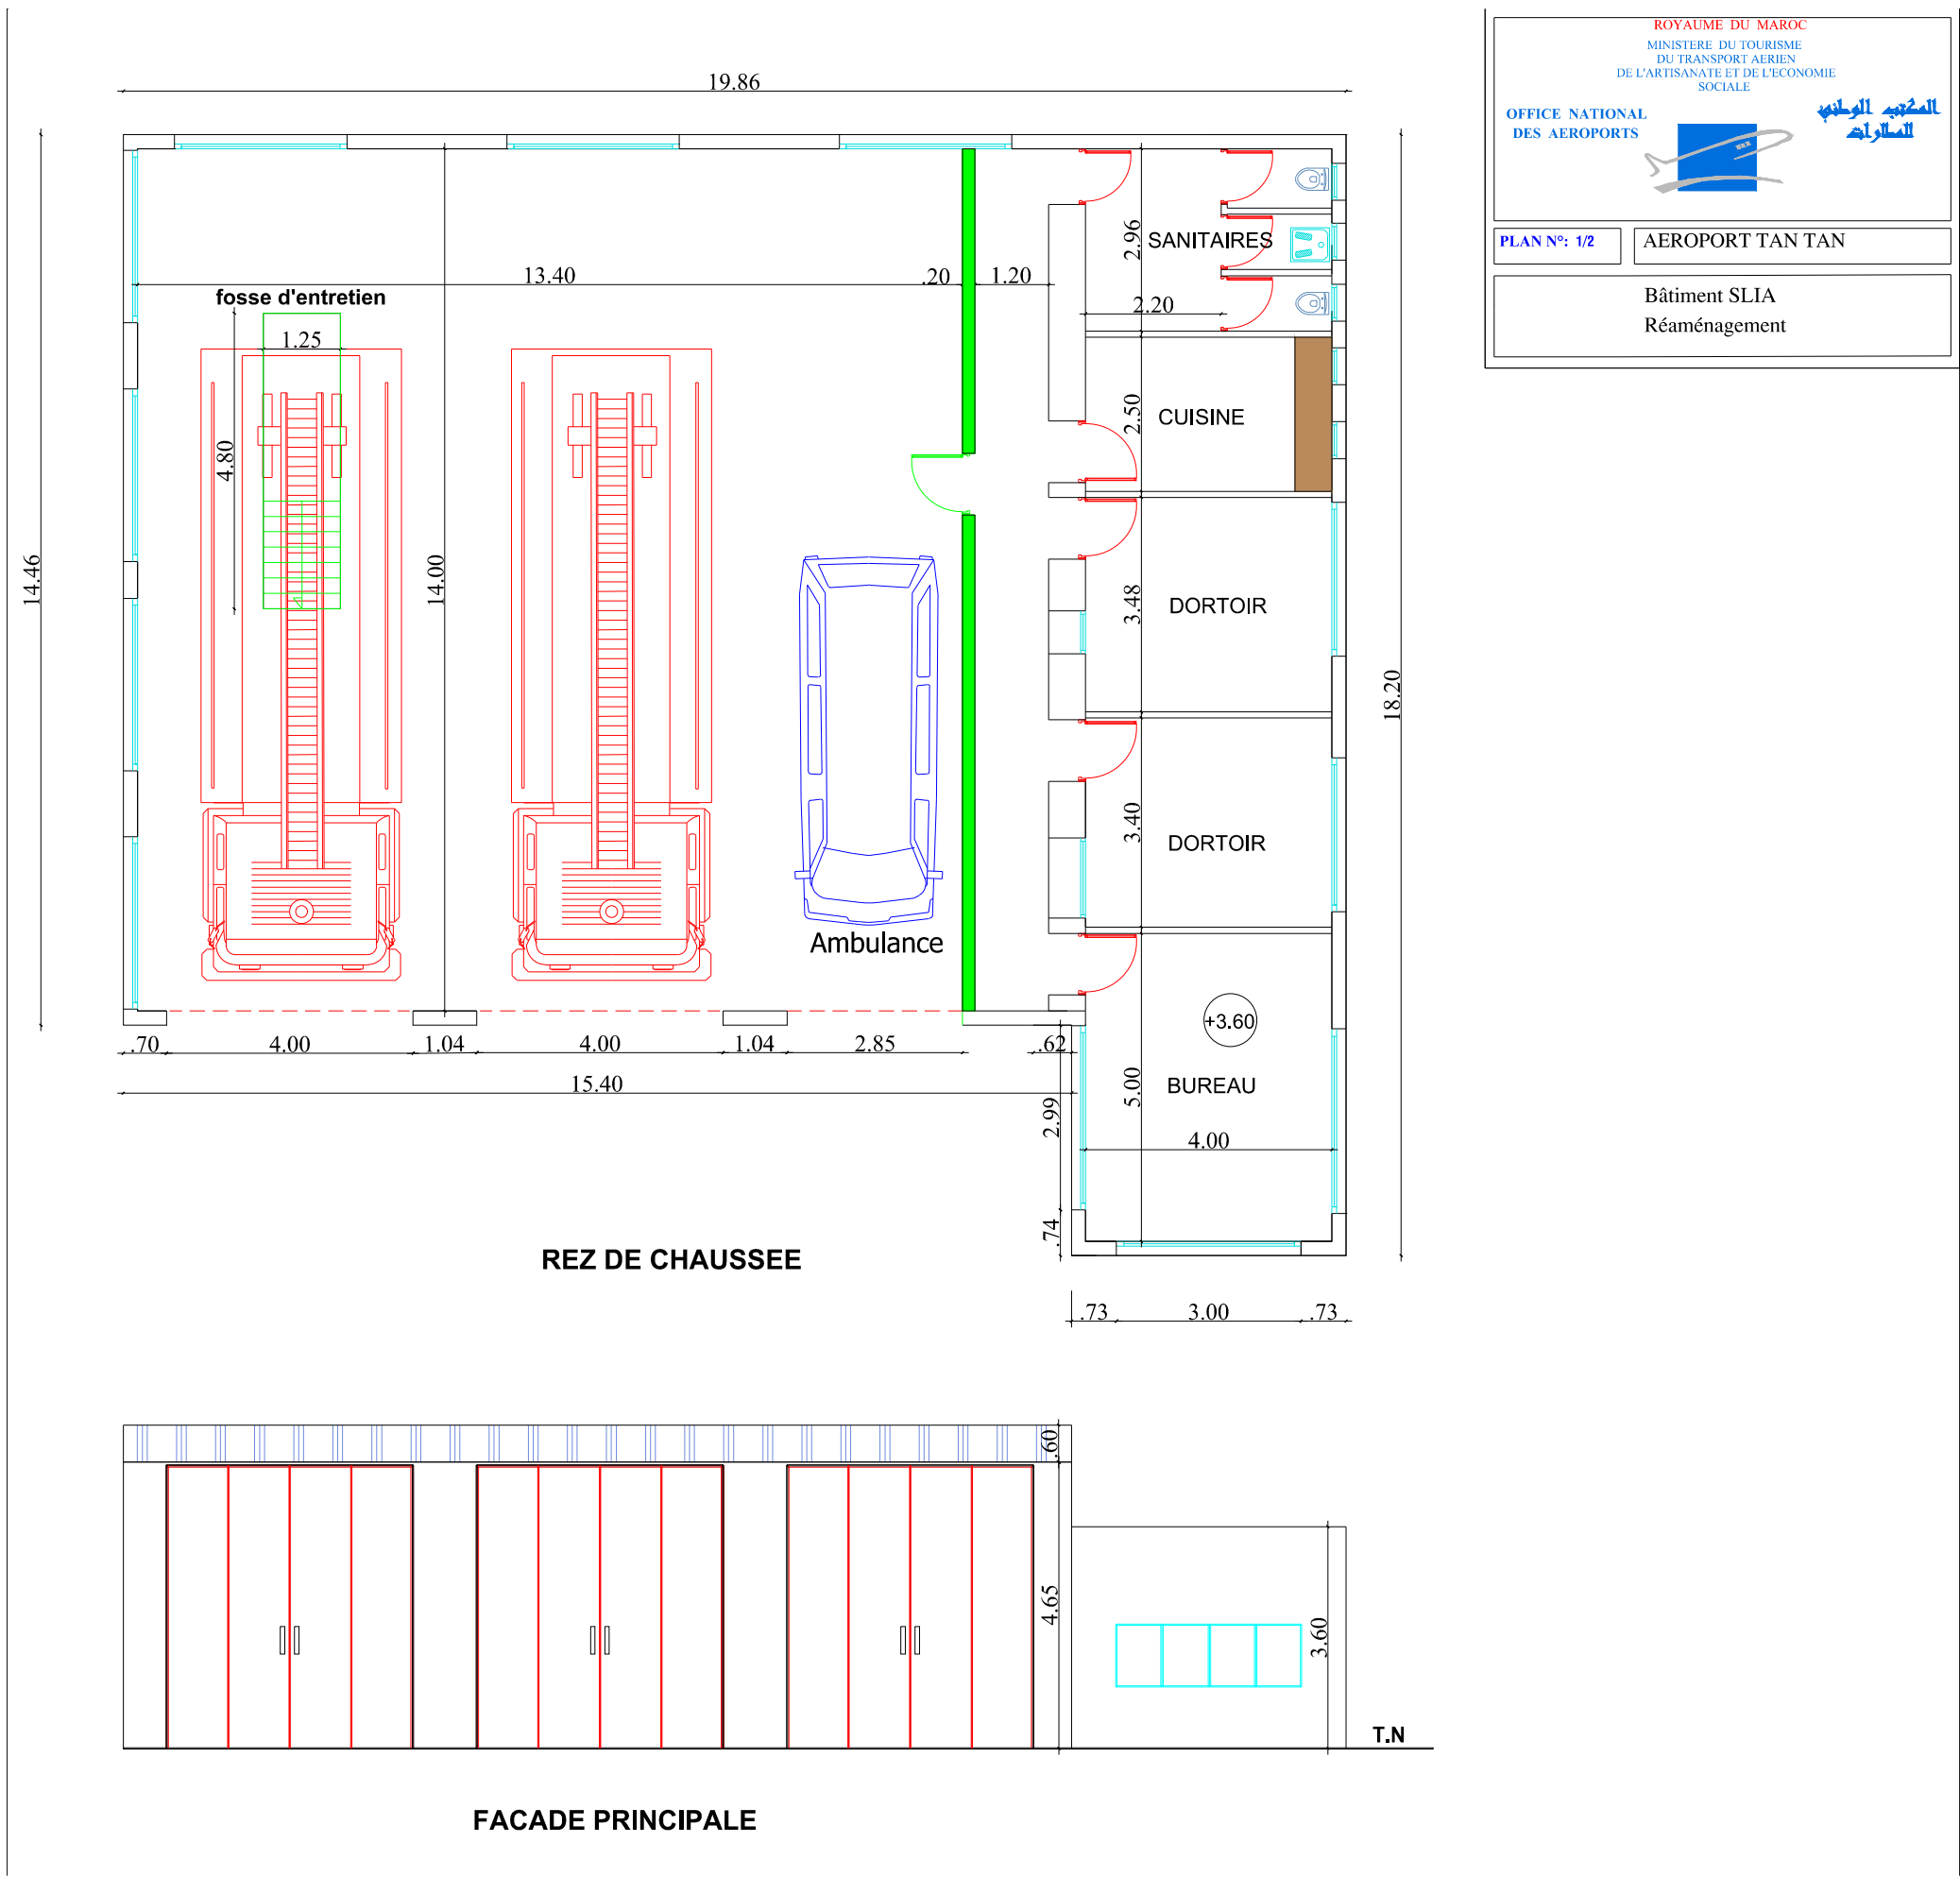 ROYAUME DU MAROC
MINISTERE DU TOURISME
DU TRANSPORT AERIEN
DE L'ARTISANATE ET DE L'ECONOMIE
SOCIALE
OFFICE NATIONAL
DES AEROPORTS
المكتب الوطني
للمطارات
PLAN N°: 1/2
AEROPORT TAN TAN
Bâtiment SLIA
Réaménagement
19.86
14.46
14.00
18.20
13.40
.20
1.20
fosse d'entretien
1.25
4.80
2.96
SANITAIRES
2.20
2.50
CUISINE
3.48
DORTOIR
3.40
DORTOIR
Ambulance
+3.60
5.00
BUREAU
4.00
.70
4.00
1.04
4.00
1.04
2.85
.62
15.40
2.99
.74
REZ DE CHAUSSEE
.73
3.00
.73
.60
4.65
3.60
T.N
FACADE PRINCIPALE